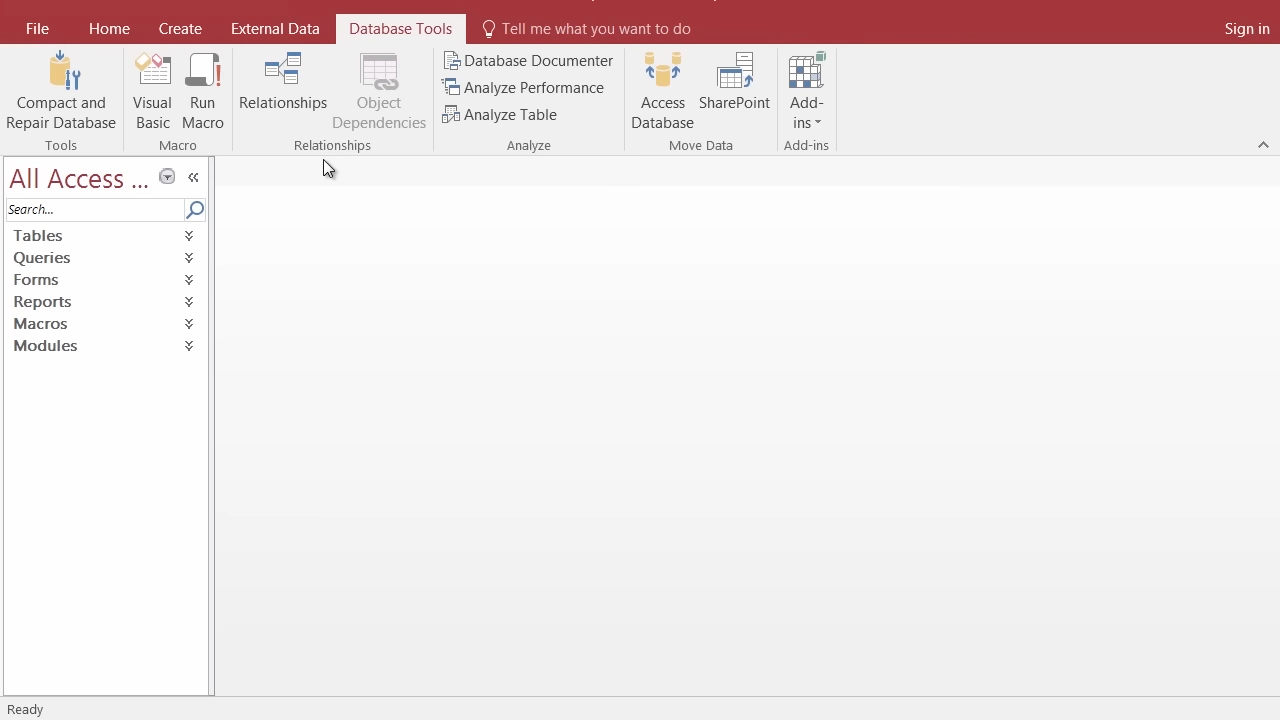 File Home Create External Data Database Tools Tell me what you want to do Sign in
Compact and
Repair Database
Tools
Visual
Basic
Run
Macro
Macro
Relationships
Object
Dependencies
Relationships
Database Documenter
Analyze Performance
Analyze Table
Analyze
Access
Database
SharePoint
Move Data
Add-
ins
Add-ins
All Access ...
Search...
Tables
Queries
Forms
Reports
Macros
Modules
Ready